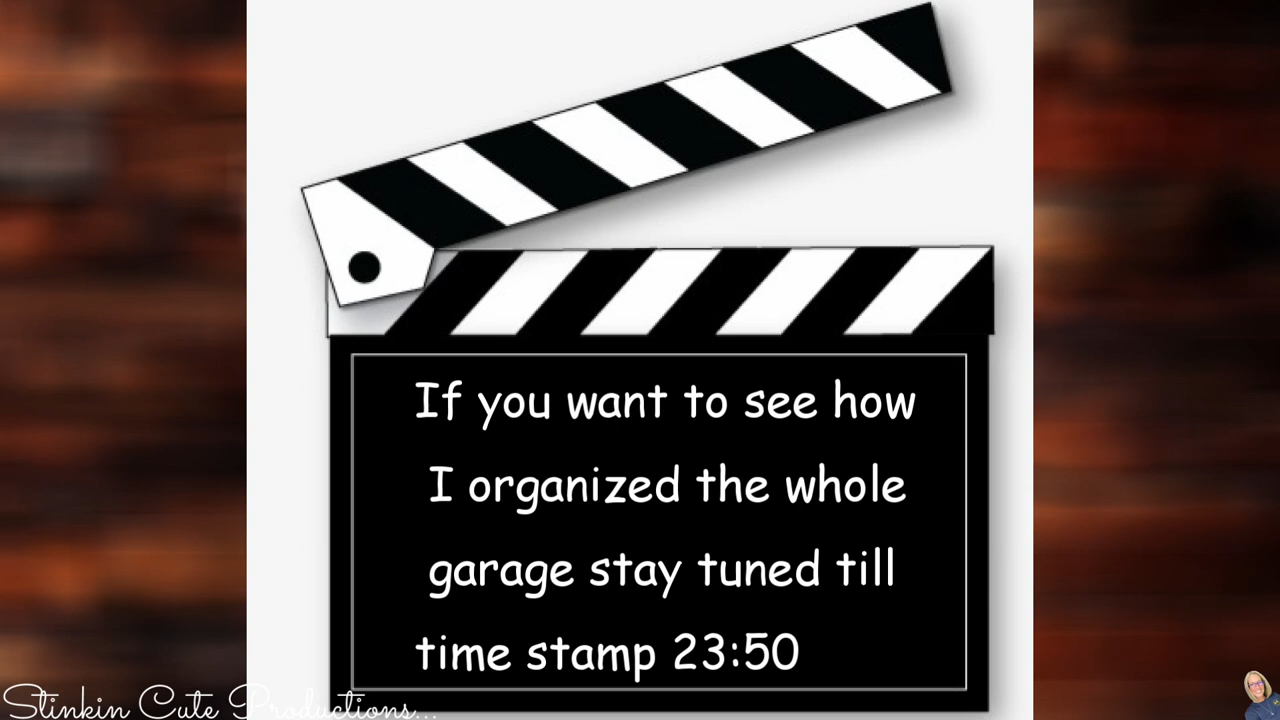 If you want to see how
I organized the whole
garage stay tuned till
time stamp 23:50
Stinkin Cute Productions...